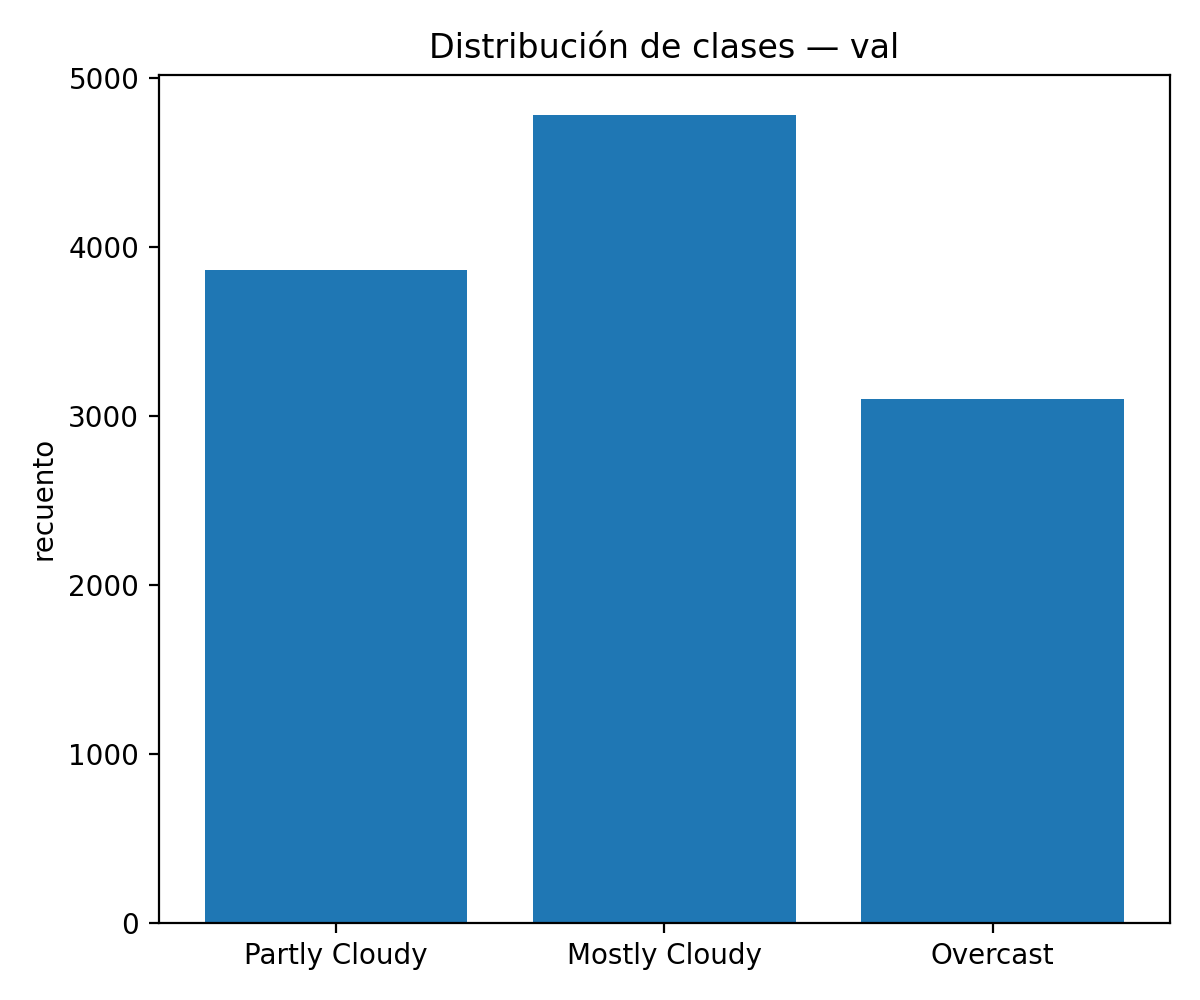 Distribución de clases — val
5000
4000
3000
2000
1000
0
recuento
Partly Cloudy
Mostly Cloudy
Overcast